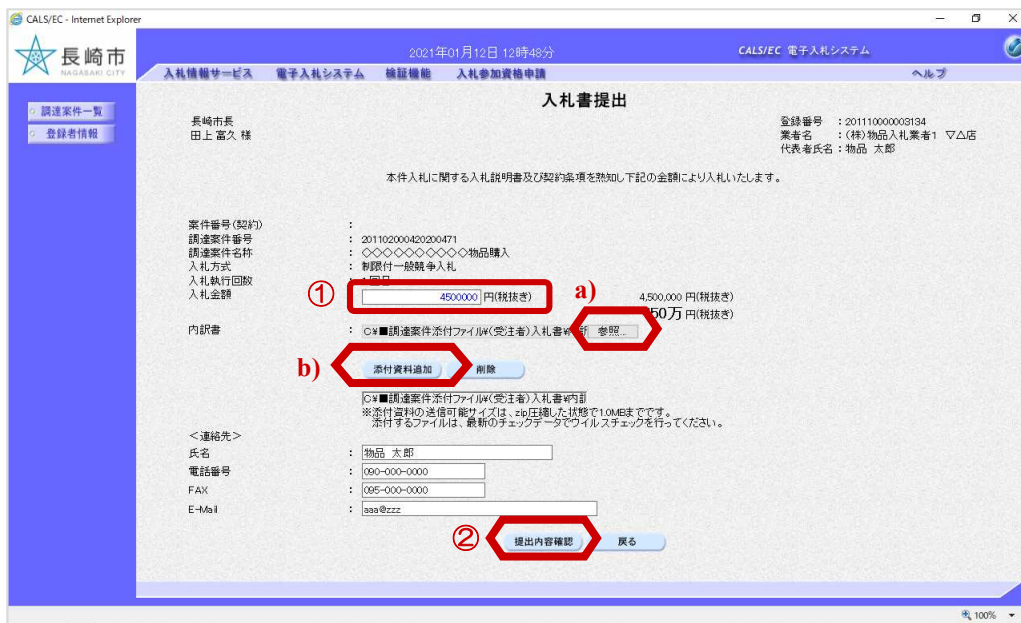 CALS/EC - Internet Explorer
長崎市
NAGASAKI CITY
2021年01月12日 12時48分
CALS/EC 電子入札システム
入札情報サービス 電子入札システム 検証機能 入札参加資格申請 ヘルプ
調達案件一覧
登録者情報
入札書提出
長崎市長
田上 富久 様
登録番号 :201110000003134
業者名 :(株)物品入札業者1 ▽△店
代表者氏名:物品 太郎
本件入札に関する入札説明書及び契約条項を熟知し下記の金額により入札いたします。
案件番号(契約) :
調達案件番号 : 201102000420200471
調達案件名称 : ◇◇◇◇◇◇◇◇◇◇物品購入
入札方式 : 制限付一般競争入札
入札執行回数 :
入札金額
① 4500000 円(税抜き) a) 4,500,000 円(税抜き)
50万 円(税抜き)
内訳書 : C¥■調達案件添付ファイル¥(受注者)入札書¥内 参照...
b) 添付資料追加 削除
C¥■調達案件添付ファイル¥(受注者)入札書¥内訳
※添付資料の送信可能サイズは、zip圧縮した状態で1.0MBまでです。
添付するファイルは、最新のチェックデータでウイルスチェックを行ってください。
<連絡先>
氏名 : 物品 太郎
電話番号 : 090-000-0000
FAX : 095-000-0000
E-Mail : aaa@zzz
② 提出内容確認 戻る
100%